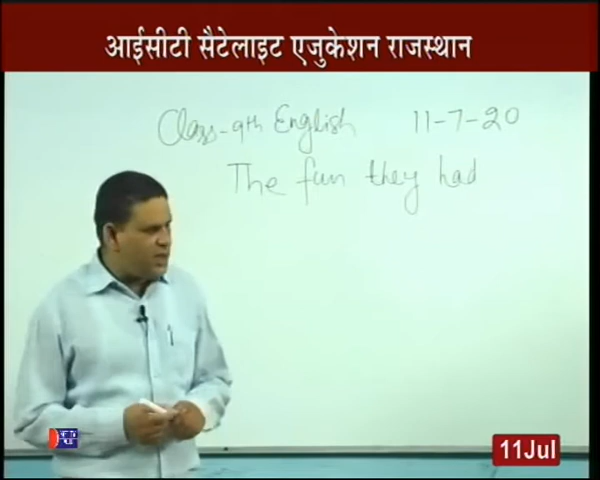 आईसीटी सैटेलाइट एजुकेशन राजस्थान
Class-9th English 11-7-20
The fun they had
11Jul